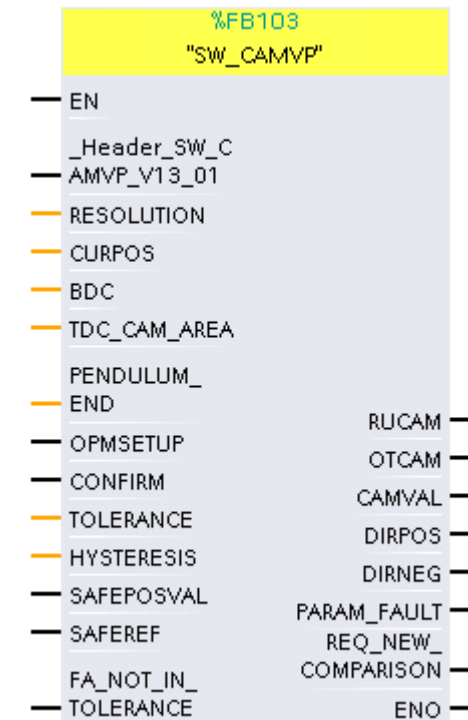 %FB103
"SW_CAMVP"
EN
_Header_SW_C
AMVP_V13_01
RESOLUTION
CURPOS
BDC
TDC_CAM_AREA
PENDULUM_
END
OPMSETUP
CONFIRM
TOLERANCE
HYSTERESIS
SAFEPOSVAL
SAFEREF
FA_NOT_IN_
TOLERANCE
RUCAM
OTCAM
CAMVAL
DIRPOS
DIRNEG
PARAM_FAULT
REQ_NEW_
COMPARISON
ENO